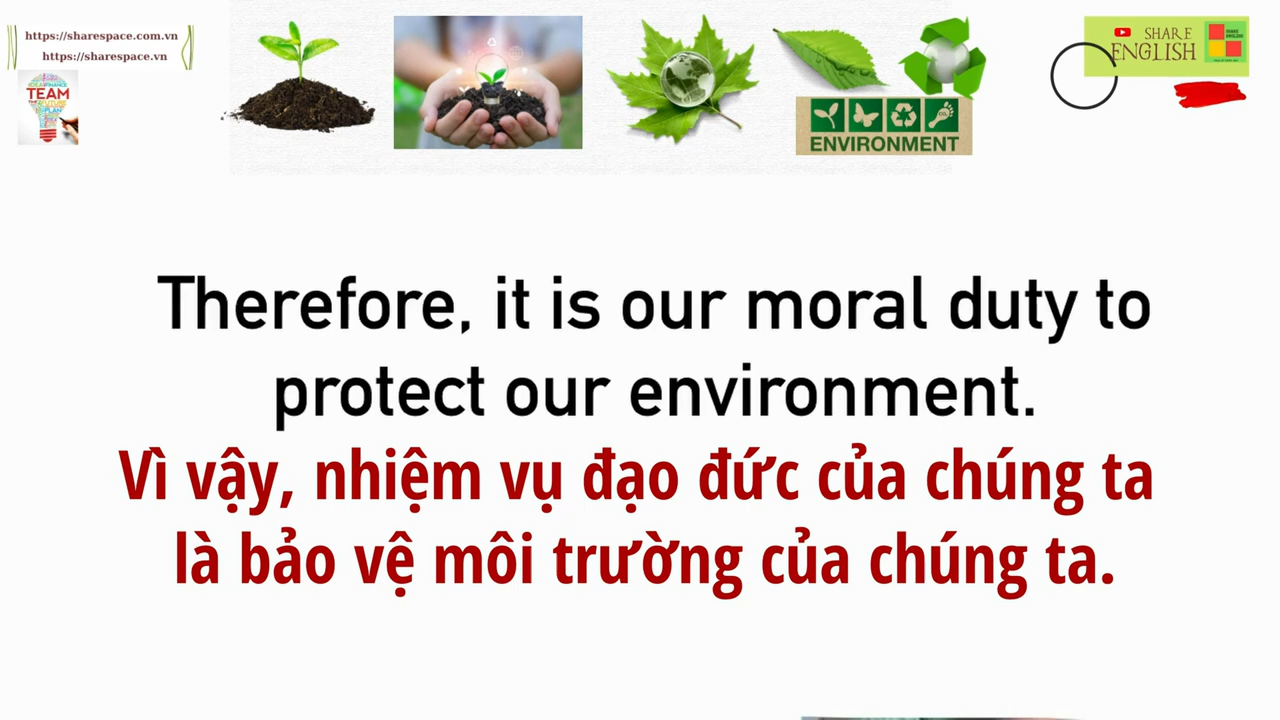 https://sharespace.com.vn
https://sharespace.vn
TEAM
PLAN
ENVIRONMENT
SHARE
ENGLISH
Therefore, it is our moral duty to
protect our environment.
Vì vậy, nhiệm vụ đạo đức của chúng ta
là bảo vệ môi trường của chúng ta.